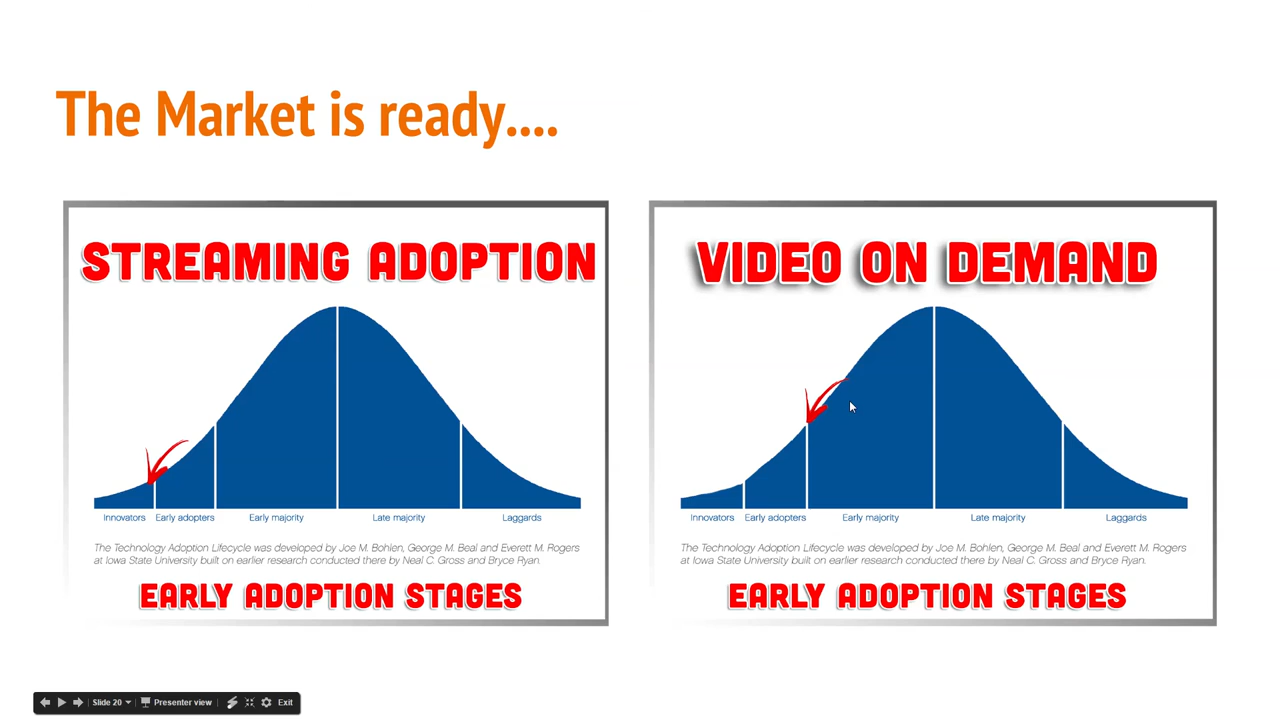 The Market is ready....
STREAMING ADOPTION
Innovators Early adopters Early majority Late majority Laggards
The Technology Adoption Lifecycle was developed by Joe M. Bohlen, George M. Beal and Everett M. Rogers
at Iowa State University built on earlier research conducted there by Neal C. Gross and Bryce Ryan.
EARLY ADOPTION STAGES
VIDEO ON DEMAND
Innovators Early adopters Early majority Late majority Laggards
The Technology Adoption Lifecycle was developed by Joe M. Bohlen, George M. Beal and Everett M. Rogers
at Iowa State University built on earlier research conducted there by Neal C. Gross and Bryce Ryan.
EARLY ADOPTION STAGES
Slide 20 Presenter view Exit